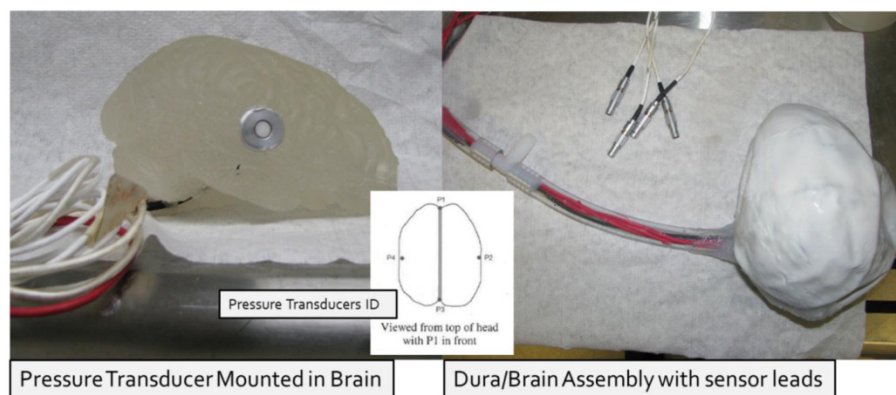 P1
P4
P2
P3
Viewed from top of head
with P1 in front
Pressure Transducers ID
Pressure Transducer Mounted in Brain
Dura/Brain Assembly with sensor leads